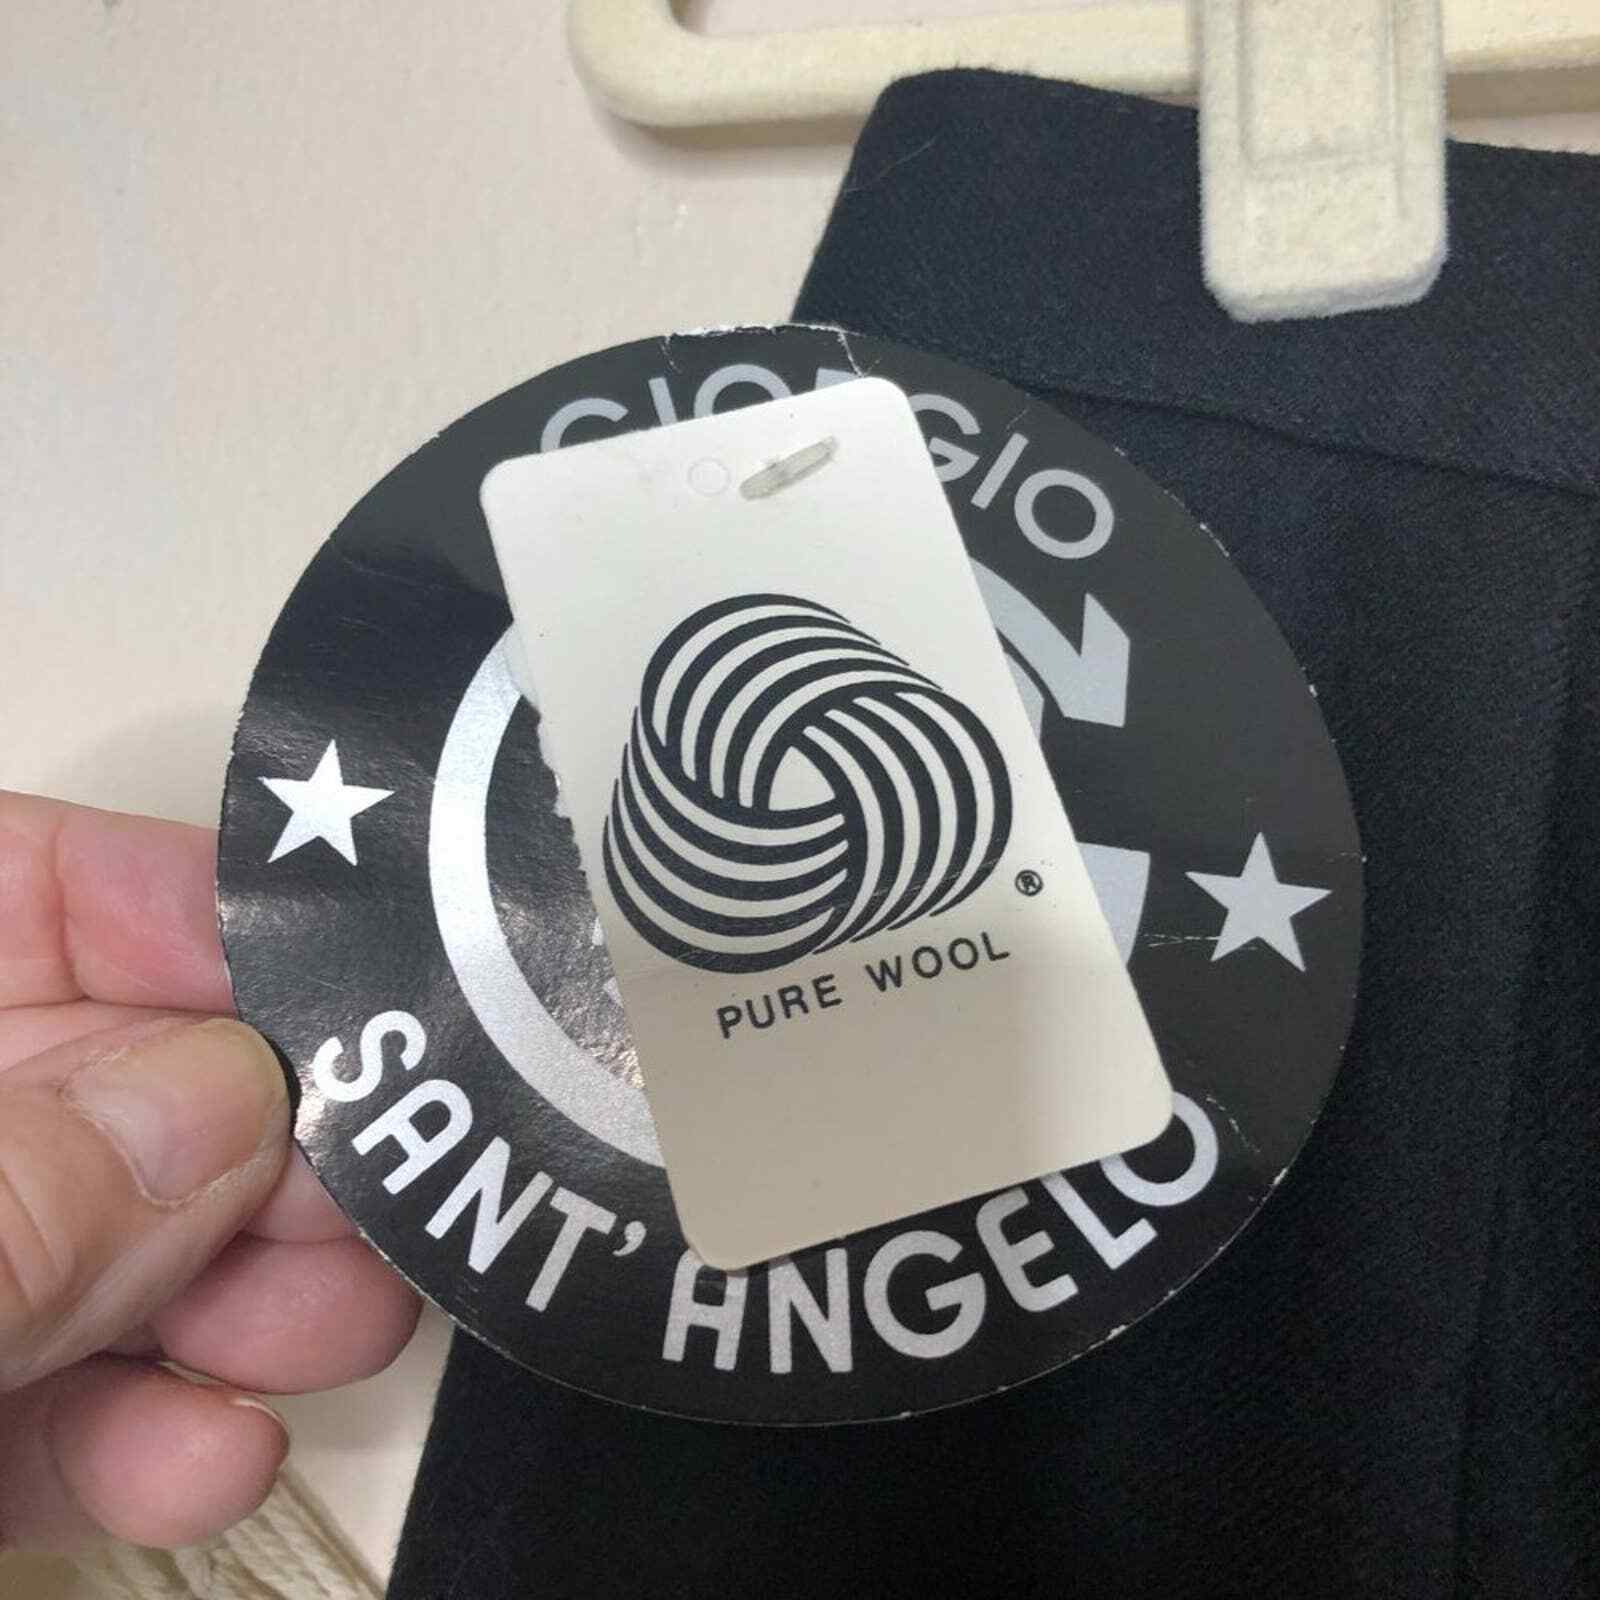 GIORGIO
®
PURE WOOL
SANT' ANGELO